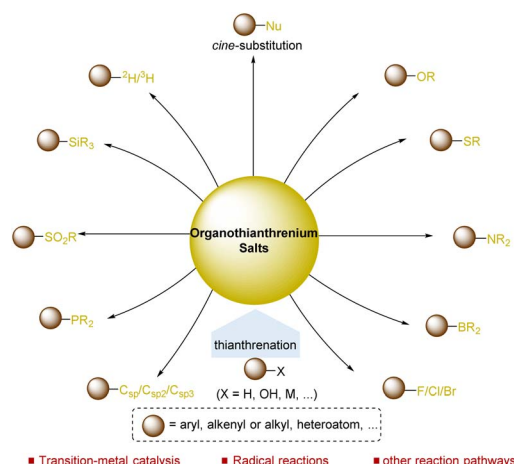 Nu
cine-substitution
²H/³H
OR
SiR₃
SR
Organothianthrenium
Salts
SO₂R
NR₂
PR₂
BR₂
thianthrenation
X
Csp/Csp2/Csp3
(X = H, OH, M, ...)
F/Cl/Br
= aryl, alkenyl or alkyl, heteroatom, ...
■ Transition-metal catalysis ■ Radical reactions ■ other reaction pathways